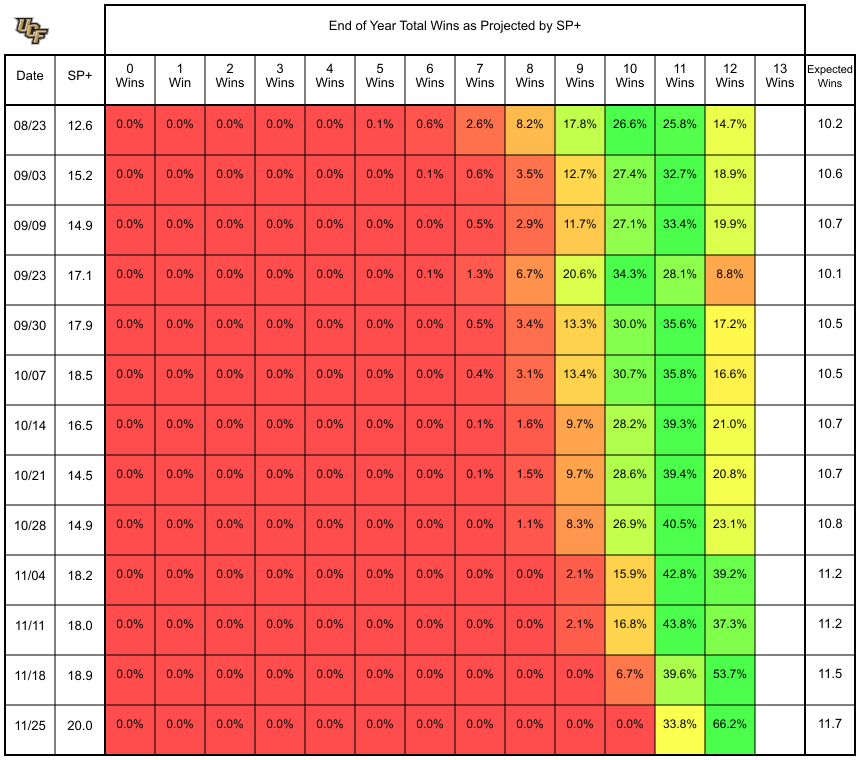 UCF
End of Year Total Wins as Projected by SP+
Date SP+ 0 Wins 1 Win 2 Wins 3 Wins 4 Wins 5 Wins 6 Wins 7 Wins 8 Wins 9 Wins 10 Wins 11 Wins 12 Wins 13 Wins Expected Wins
08/23 12.6 0.0% 0.0% 0.0% 0.0% 0.0% 0.1% 0.6% 2.6% 8.2% 17.8% 26.6% 25.8% 14.7% 10.2
09/03 15.2 0.0% 0.0% 0.0% 0.0% 0.0% 0.0% 0.1% 0.6% 3.5% 12.7% 27.4% 32.7% 18.9% 10.6
09/09 14.9 0.0% 0.0% 0.0% 0.0% 0.0% 0.0% 0.0% 0.5% 2.9% 11.7% 27.1% 33.4% 19.9% 10.7
09/23 17.1 0.0% 0.0% 0.0% 0.0% 0.0% 0.0% 0.1% 1.3% 6.7% 20.6% 34.3% 28.1% 8.8% 10.1
09/30 17.9 0.0% 0.0% 0.0% 0.0% 0.0% 0.0% 0.0% 0.5% 3.4% 13.3% 30.0% 35.6% 17.2% 10.5
10/07 18.5 0.0% 0.0% 0.0% 0.0% 0.0% 0.0% 0.0% 0.4% 3.1% 13.4% 30.7% 35.8% 16.6% 10.5
10/14 16.5 0.0% 0.0% 0.0% 0.0% 0.0% 0.0% 0.0% 0.1% 1.6% 9.7% 28.2% 39.3% 21.0% 10.7
10/21 14.5 0.0% 0.0% 0.0% 0.0% 0.0% 0.0% 0.0% 0.1% 1.5% 9.7% 28.6% 39.4% 20.8% 10.7
10/28 14.9 0.0% 0.0% 0.0% 0.0% 0.0% 0.0% 0.0% 0.0% 1.1% 8.3% 26.9% 40.5% 23.1% 10.8
11/04 18.2 0.0% 0.0% 0.0% 0.0% 0.0% 0.0% 0.0% 0.0% 0.0% 2.1% 15.9% 42.8% 39.2% 11.2
11/11 18.0 0.0% 0.0% 0.0% 0.0% 0.0% 0.0% 0.0% 0.0% 0.0% 2.1% 16.8% 43.8% 37.3% 11.2
11/18 18.9 0.0% 0.0% 0.0% 0.0% 0.0% 0.0% 0.0% 0.0% 0.0% 0.0% 6.7% 39.6% 53.7% 11.5
11/25 20.0 0.0% 0.0% 0.0% 0.0% 0.0% 0.0% 0.0% 0.0% 0.0% 0.0% 0.0% 33.8% 66.2% 11.7